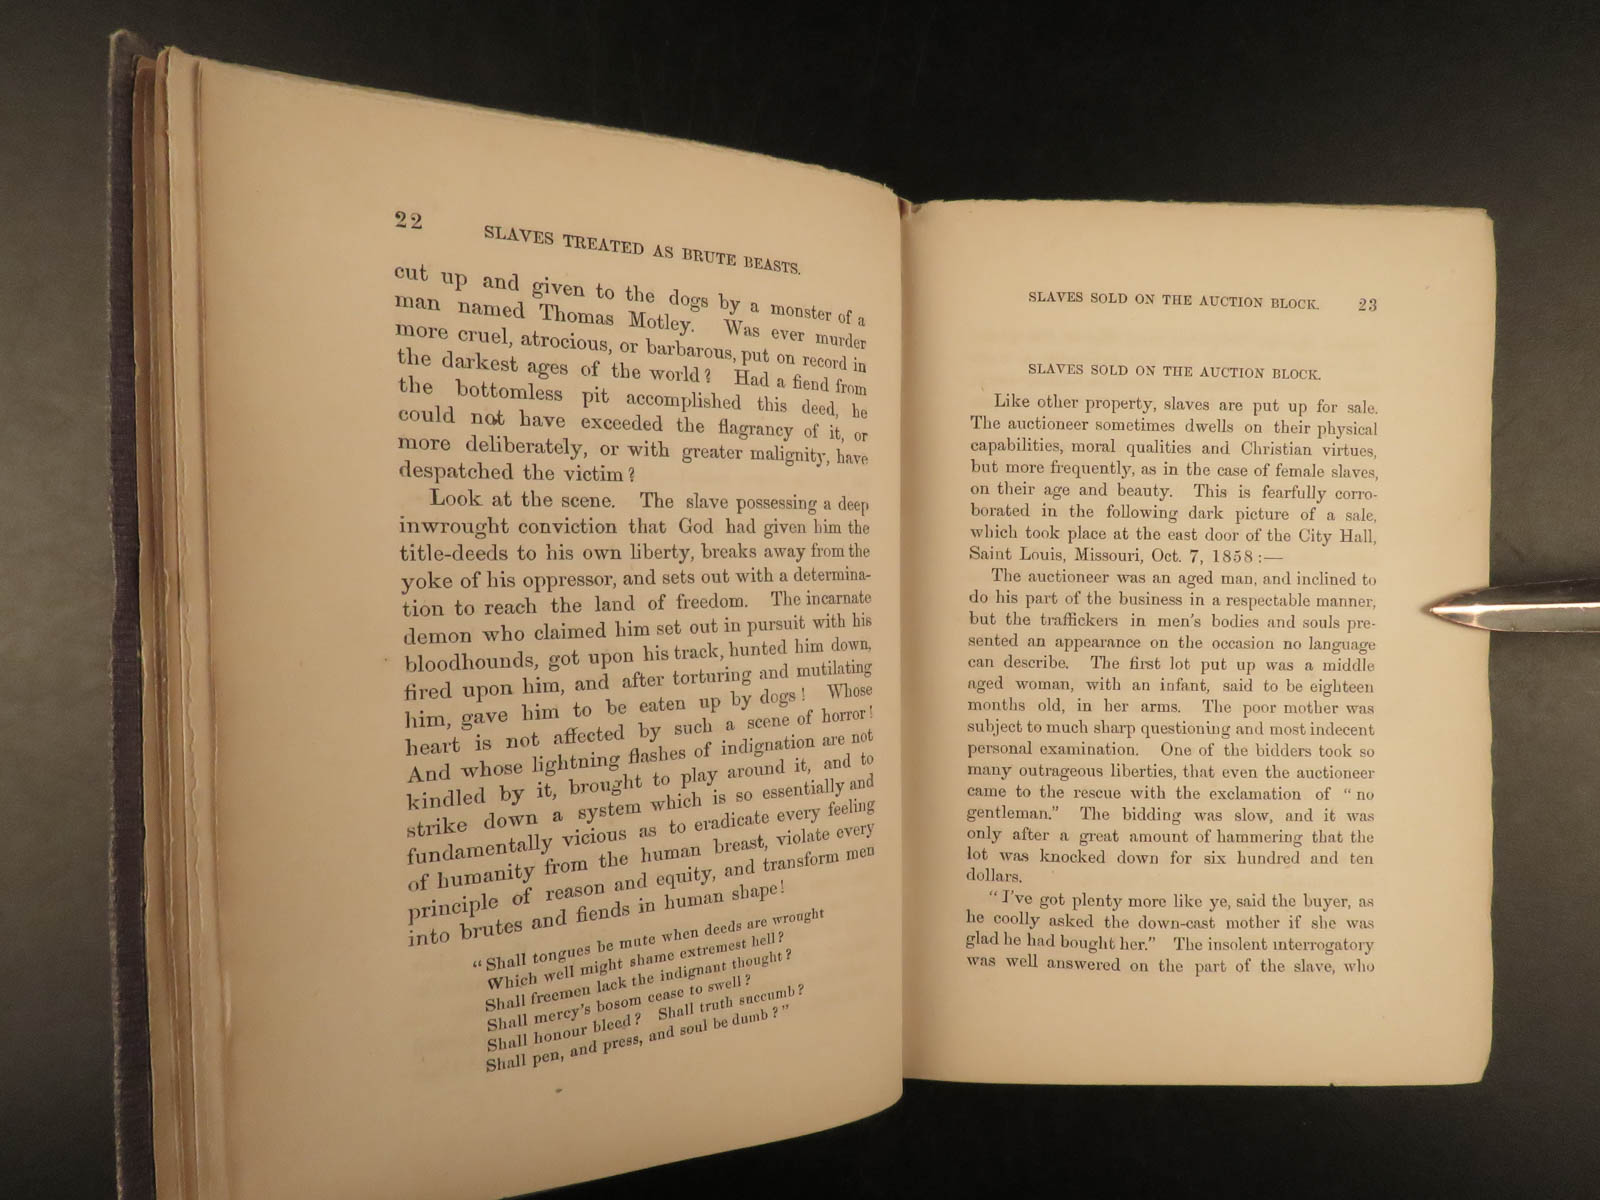 22 SLAVES TREATED AS BRUTE BEASTS.
cut up and given to the dogs by a monster of a
man named Thomas Motley. Was ever murder
more cruel, atrocious, or barbarous, put on record in
the darkest ages of the world? Had a fiend from
the bottomless pit accomplished this deed, he
could not have exceeded the flagrancy of it, or
more deliberately, or with greater malignity, have
despatched the victim?
Look at the scene. The slave possessing a deep
inwrought conviction that God had given him the
title-deeds to his own liberty, breaks away from the
yoke of his oppressor, and sets out with a determina-
tion to reach the land of freedom. The incarnate
demon who claimed him set out in pursuit with his
bloodhounds, got upon his track, hunted him down,
fired upon him, and after torturing and mutilating
him, gave him to be eaten up by dogs! Whose
heart is not affected by such a scene of horror!
And whose lightning flashes of indignation are not
kindled by it, brought to play around it, and to
strike down a system which is so essentially and
fundamentally vicious as to eradicate every feeling
of humanity from the human breast, violate every
principle of reason and equity, and transform men
into brutes and fiends in human shape!
"Shall tongues be mute when deeds are wrought
Which well might shame extremest hell?
Shall freemen lack the indignant thought?
Shall mercy's bosom cease to swell?
Shall honour bleed? Shall truth succumb?
Shall pen, and press, and soul be dumb?"
SLAVES SOLD ON THE AUCTION BLOCK. 23
SLAVES SOLD ON THE AUCTION BLOCK.
Like other property, slaves are put up for sale.
The auctioneer sometimes dwells on their physical
capabilities, moral qualities and Christian virtues,
but more frequently, as in the case of female slaves,
on their age and beauty. This is fearfully corro-
borated in the following dark picture of a sale,
which took place at the east door of the City Hall,
Saint Louis, Missouri, Oct. 7, 1858:—
The auctioneer was an aged man, and inclined to
do his part of the business in a respectable manner,
but the traffickers in men's bodies and souls pre-
sented an appearance on the occasion no language
can describe. The first lot put up was a middle
aged woman, with an infant, said to be eighteen
months old, in her arms. The poor mother was
subject to much sharp questioning and most indecent
personal examination. One of the bidders took so
many outrageous liberties, that even the auctioneer
came to the rescue with the exclamation of "no
gentleman." The bidding was slow, and it was
only after a great amount of hammering that the
lot was knocked down for six hundred and ten
dollars.
"I've got plenty more like ye, said the buyer, as
he coolly asked the down-cast mother if she was
glad he had bought her." The insolent interrogatory
was well answered on the part of the slave, who